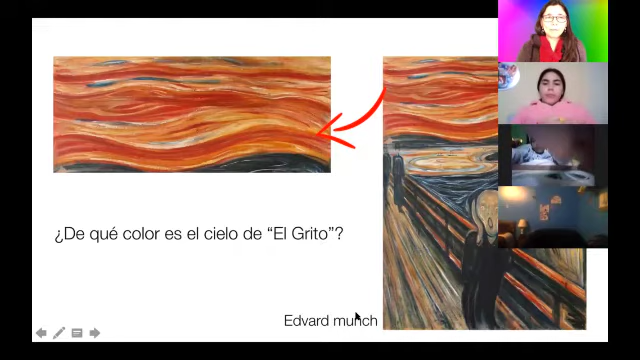 ¿De qué color es el cielo de “El Grito”?
Edvard munch